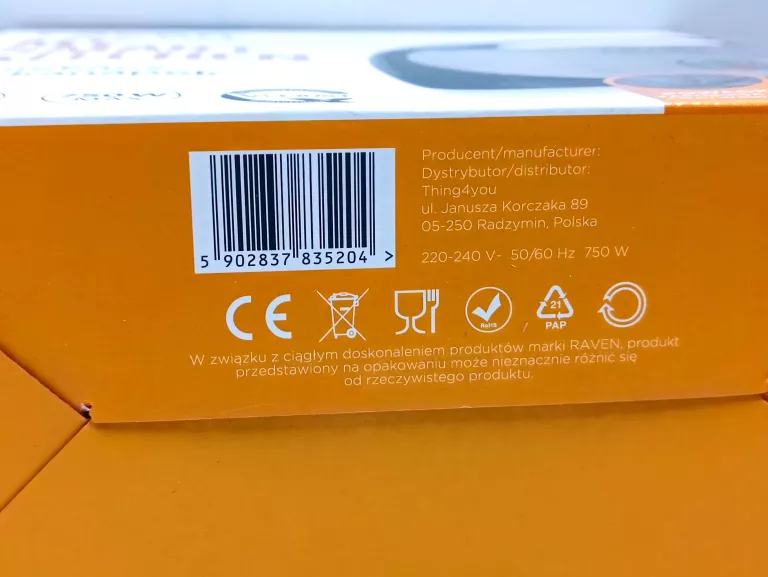 750W
5 902837 835204 >
Producent/manufacturer:
Dystrybutor/distributor:
Thing4you
ul. Janusza Korczaka 89
05-250 Radzymin, Polska
220-240 V~ 50/60 Hz 750 W
CE
RoHS
21
PAP
W związku z ciągłym doskonaleniem produktów marki RAVEN, produkt
przedstawiony na opakowaniu może nieznacznie różnić się
od rzeczywistego produktu.